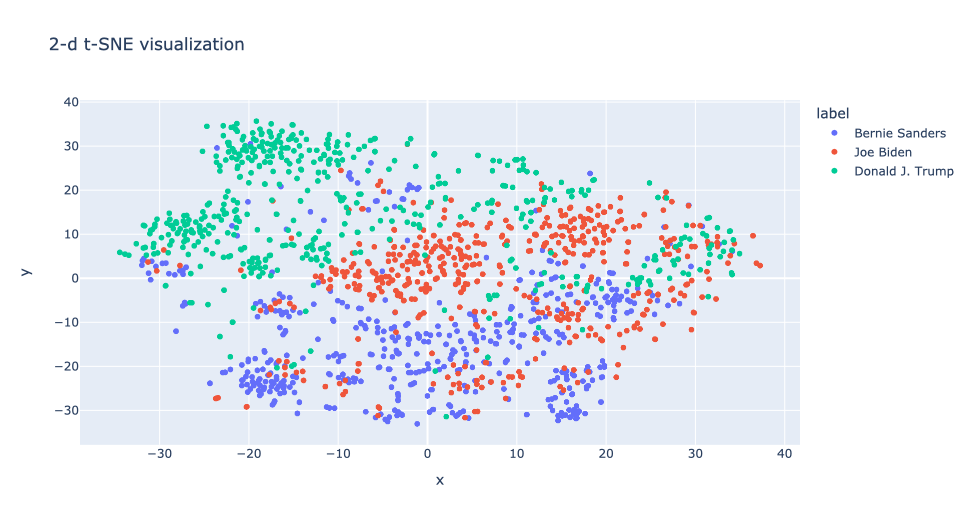 2-d t-SNE visualization
label
Bernie Sanders
Joe Biden
Donald J. Trump
y
40
30
20
10
0
−10
−20
−30
−30
−20
−10
0
10
20
30
40
x